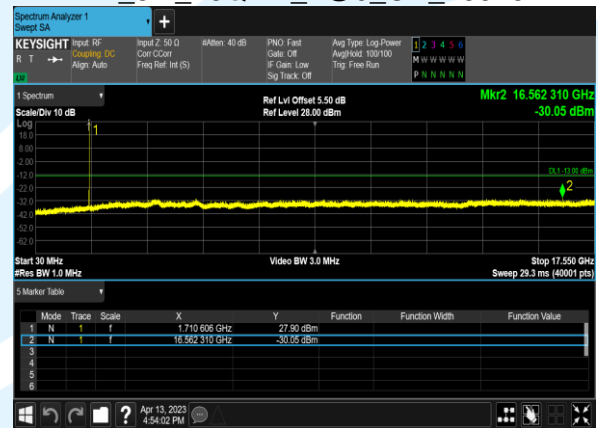 Spectrum Analyzer 1
Swept SA
KEYSIGHT Input: RF
R T Coupling: DC
Align: Auto
Input Z: 50 Ω
Corr CCorr
Freq Ref: Int (S)
#Atten: 40 dB
PNO: Fast
Gate: Off
IF Gain: Low
Sig Track: Off
Avg Type: Log-Power
Avg|Hold: 100/100
Trig: Free Run
1 2 3 4 5 6
M W W W W W
P N N N N N
1 Spectrum
Scale/Div 10 dB
Log
Ref Lvl Offset 5.50 dB
Ref Level 28.00 dBm
Mkr2 16.562 310 GHz
-30.05 dBm
18.0
8.00
-2.00
-12.0
-22.0
-32.0
-42.0
-52.0
-62.0
1
DL1 -13.00 dBm
2
Start 30 MHz
#Res BW 1.0 MHz
Video BW 3.0 MHz
Stop 17.550 GHz
Sweep 29.3 ms (40001 pts)
5 Marker Table
Mode Trace Scale X Y Function Function Width Function Value
1 N 1 f 1.710 606 GHz 27.90 dBm
2 N 1 f 16.562 310 GHz -30.05 dBm
3
4
5
6
?
Apr 13, 2023
4:54:02 PM